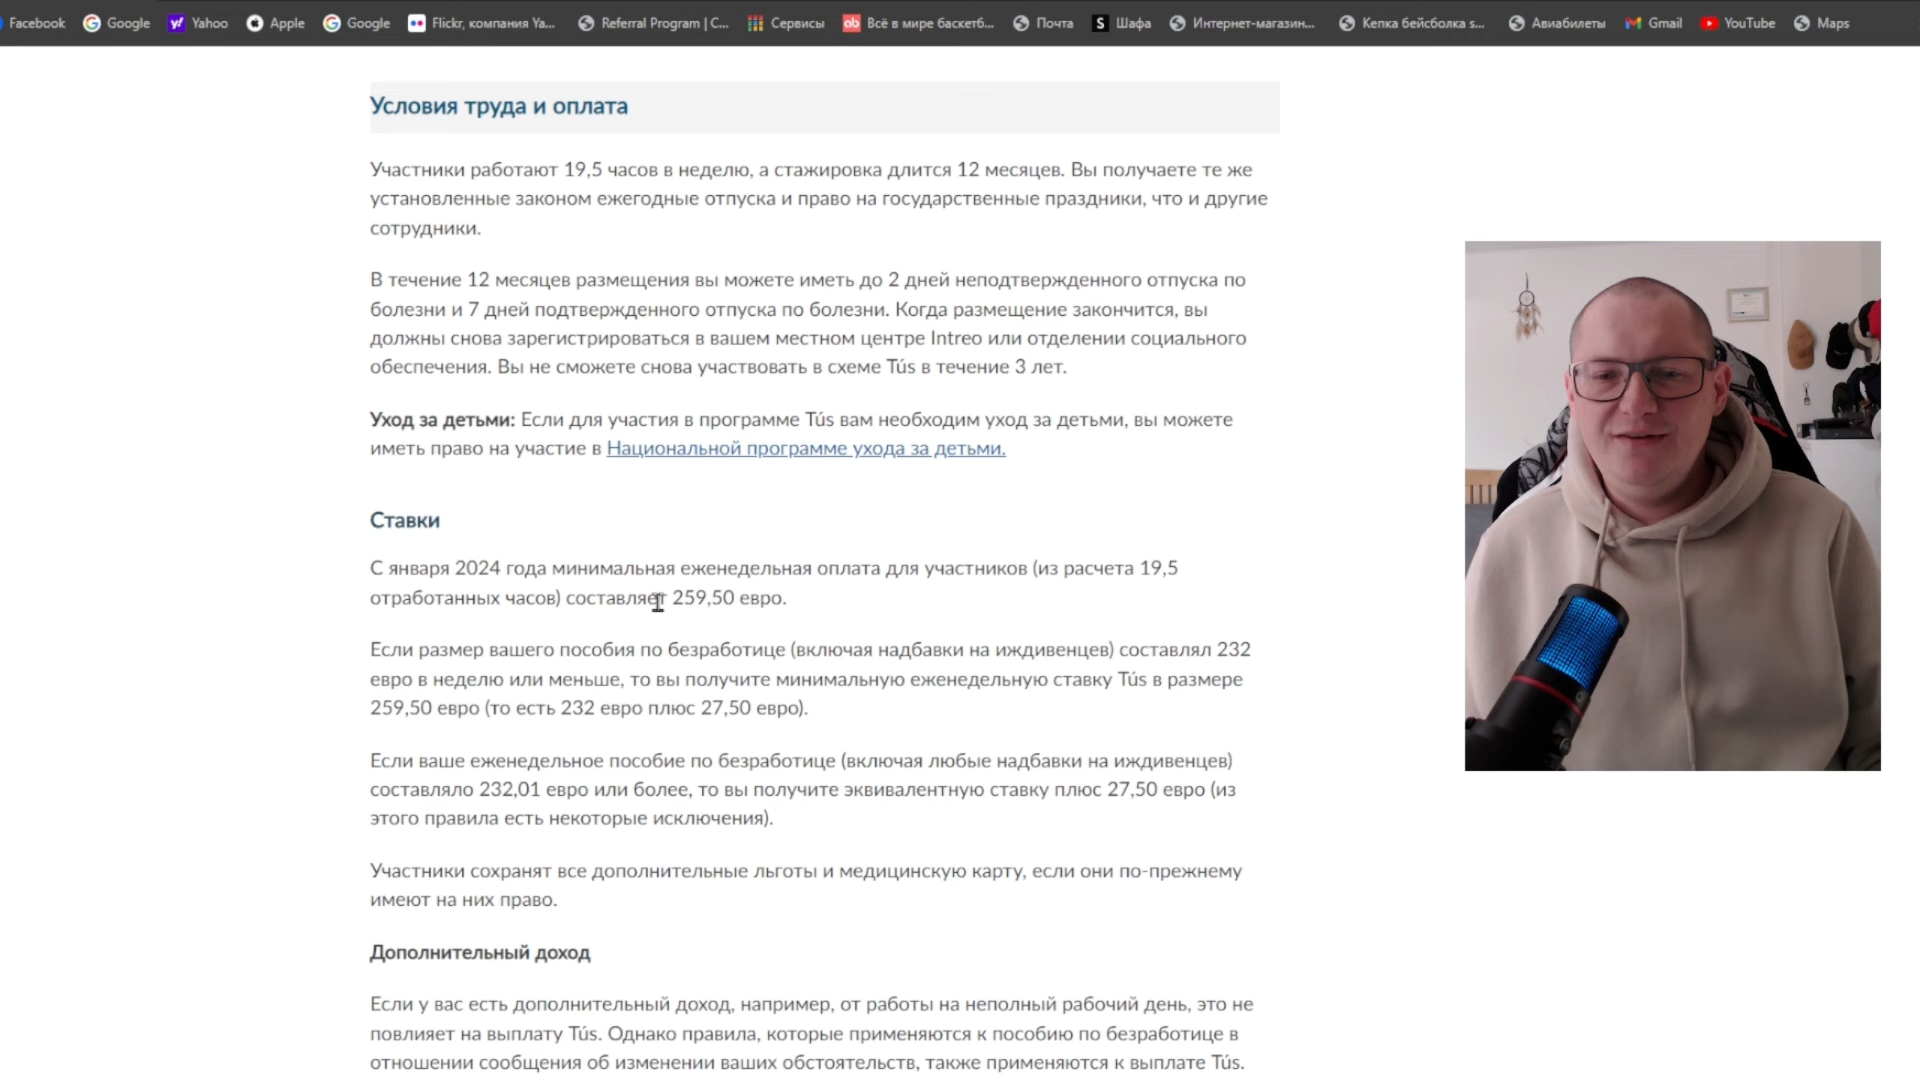 Facebook Google Yahoo Apple Google Flickr, компания Ya... Referral Program | C... Сервисы Всё в мире баскетб... Почта Шафа Интернет-магазин... Кепка бейсболка s... Авиабилеты Gmail YouTube Maps
Условия труда и оплата
Участники работают 19,5 часов в неделю, а стажировка длится 12 месяцев. Вы получаете те же
установленные законом ежегодные отпуска и право на государственные праздники, что и другие
сотрудники.
В течение 12 месяцев размещения вы можете иметь до 2 дней неподтвержденного отпуска по
болезни и 7 дней подтвержденного отпуска по болезни. Когда размещение закончится, вы
должны снова зарегистрироваться в вашем местном центре Intreo или отделении социального
обеспечения. Вы не сможете снова участвовать в схеме Tús в течение 3 лет.
Уход за детьми: Если для участия в программе Tús вам необходим уход за детьми, вы можете
иметь право на участие в Национальной программе ухода за детьми.
Ставки
С января 2024 года минимальная еженедельная оплата для участников (из расчета 19,5
отработанных часов) составляет 259,50 евро.
Если размер вашего пособия по безработице (включая надбавки на иждивенцев) составлял 232
евро в неделю или меньше, то вы получите минимальную еженедельную ставку Tús в размере
259,50 евро (то есть 232 евро плюс 27,50 евро).
Если ваше еженедельное пособие по безработице (включая любые надбавки на иждивенцев)
составляло 232,01 евро или более, то вы получите эквивалентную ставку плюс 27,50 евро (из
этого правила есть некоторые исключения).
Участники сохранят все дополнительные льготы и медицинскую карту, если они по-прежнему
имеют на них право.
Дополнительный доход
Если у вас есть дополнительный доход, например, от работы на неполный рабочий день, это не
повлияет на выплату Tús. Однако правила, которые применяются к пособию по безработице в
отношении сообщения об изменении ваших обстоятельств, также применяются к выплате Tús.